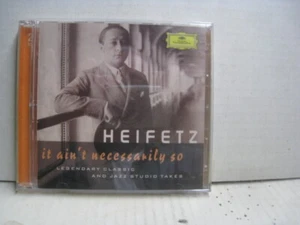 HEIFETZ
it ain't necessarily so
LEGENDARY CLASSIC
AND JAZZ STUDIO TAKES